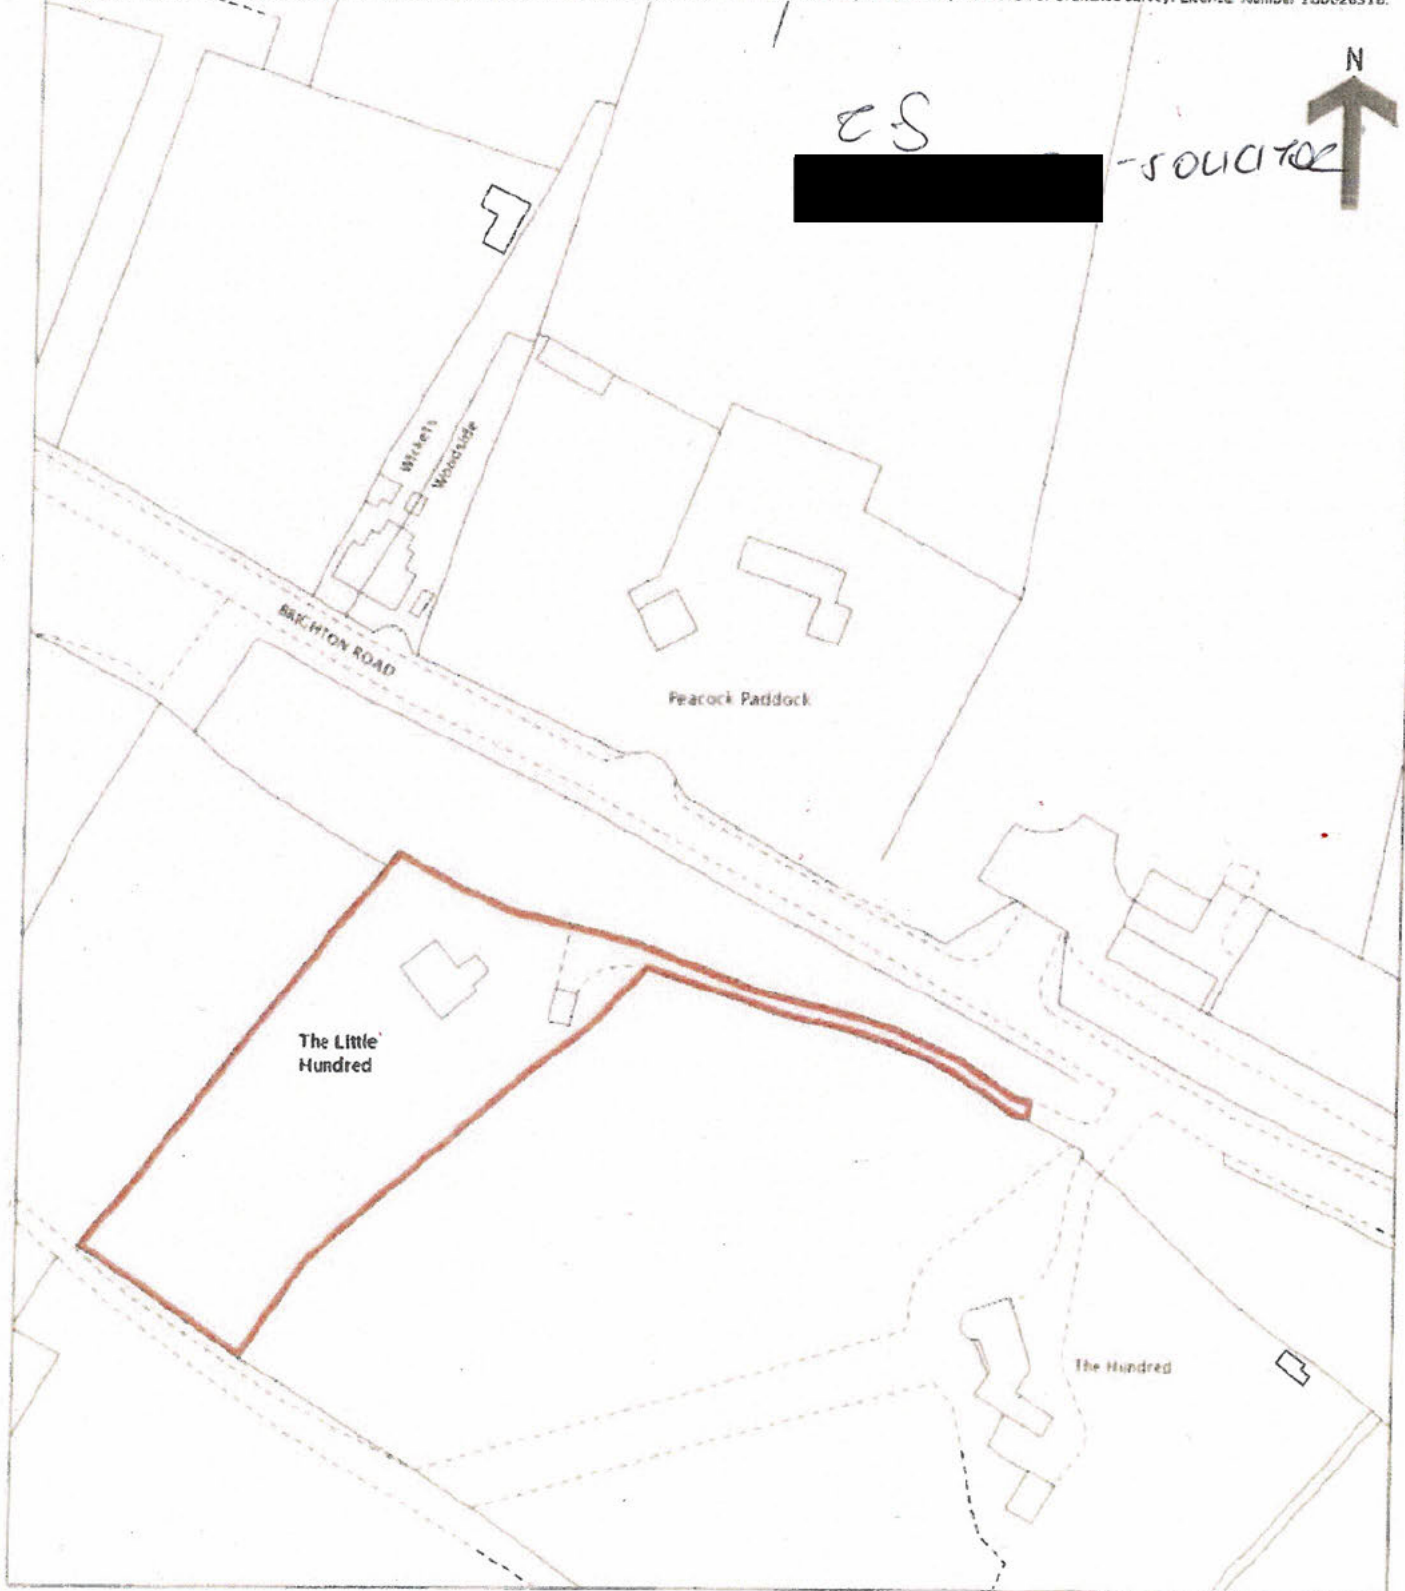 N
-SOLICITOR
Wickets
Woodside
BRIGHTON ROAD
Peacock Paddock
The Little
Hundred
The Hundred